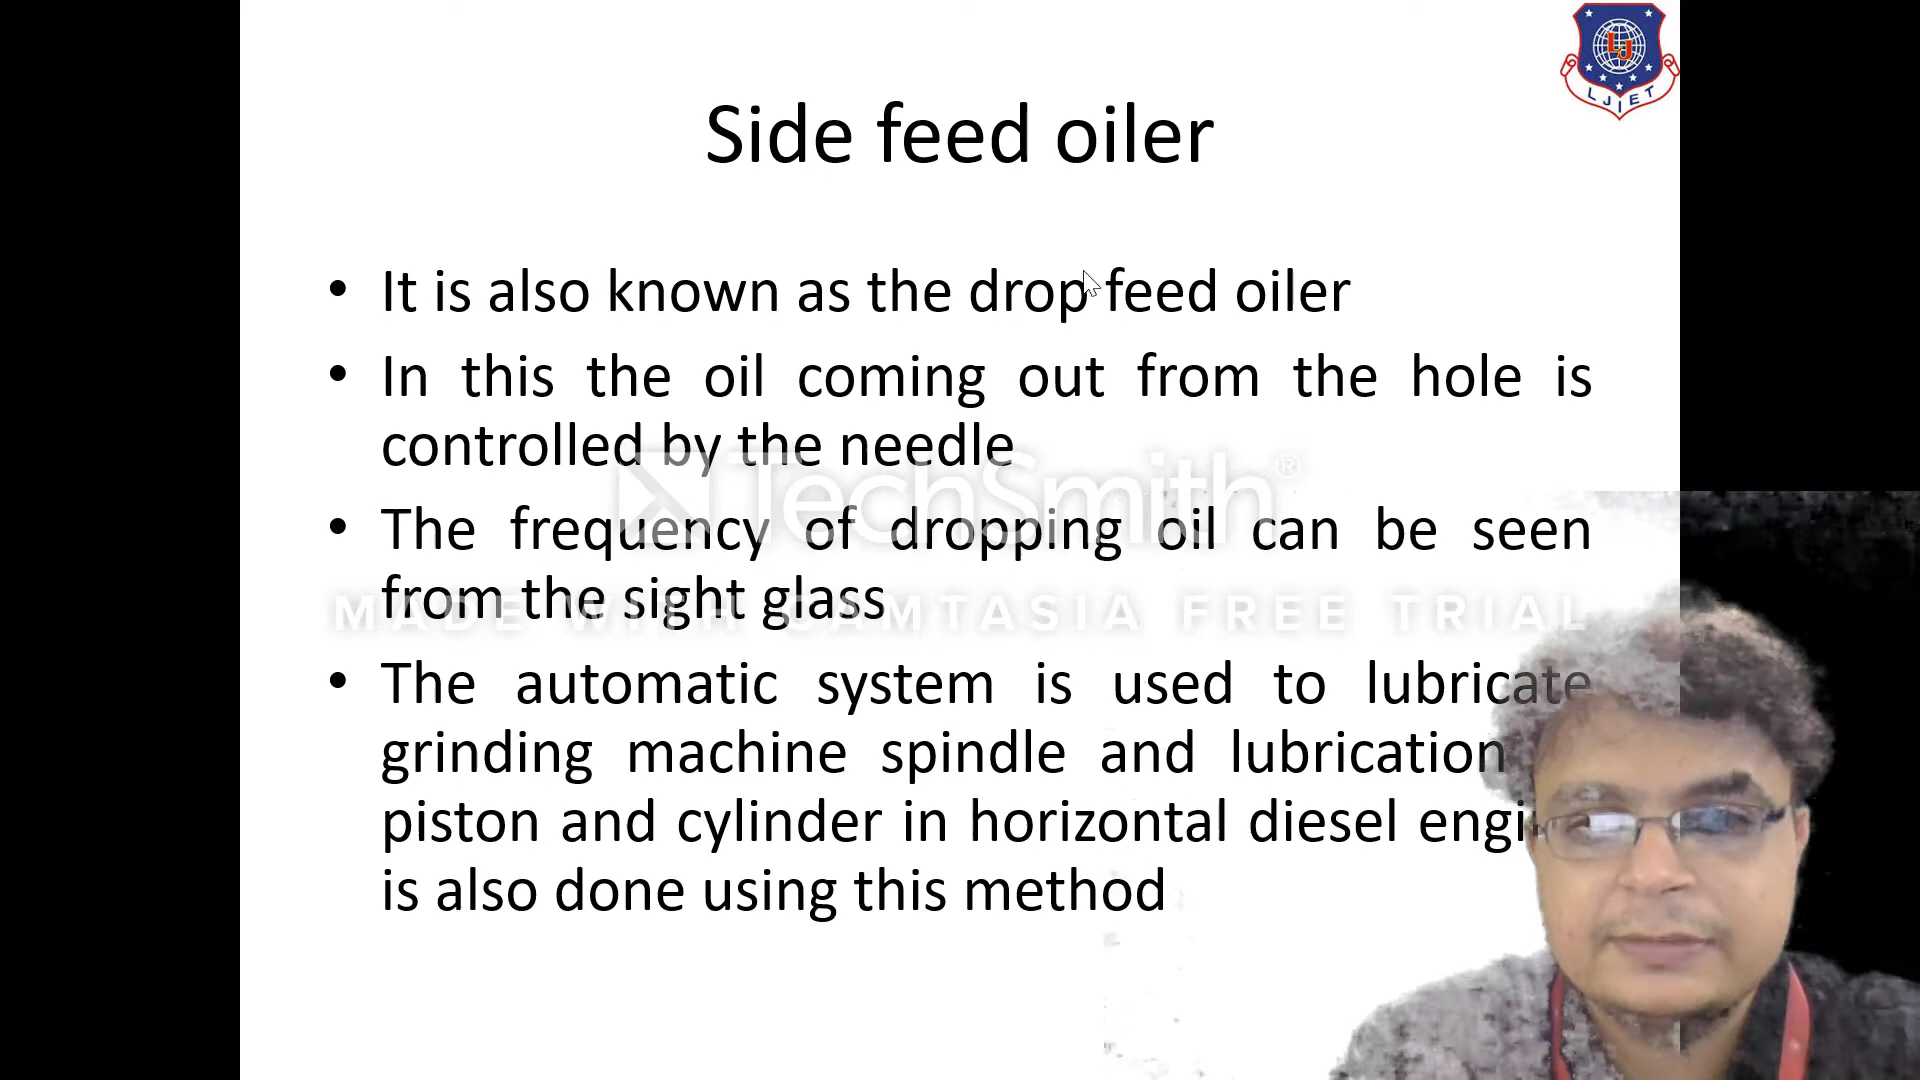 LJ
LJIET
Side feed oiler
• It is also known as the drop feed oiler
• In this the oil coming out from the hole is
controlled by the needle
• The frequency of dropping oil can be seen
from the sight glass
• The automatic system is used to lubricate
grinding machine spindle and lubrication
piston and cylinder in horizontal diesel engi
is also done using this method
TechSmith®
MADE WITH CAMTASIA FREE TRIAL